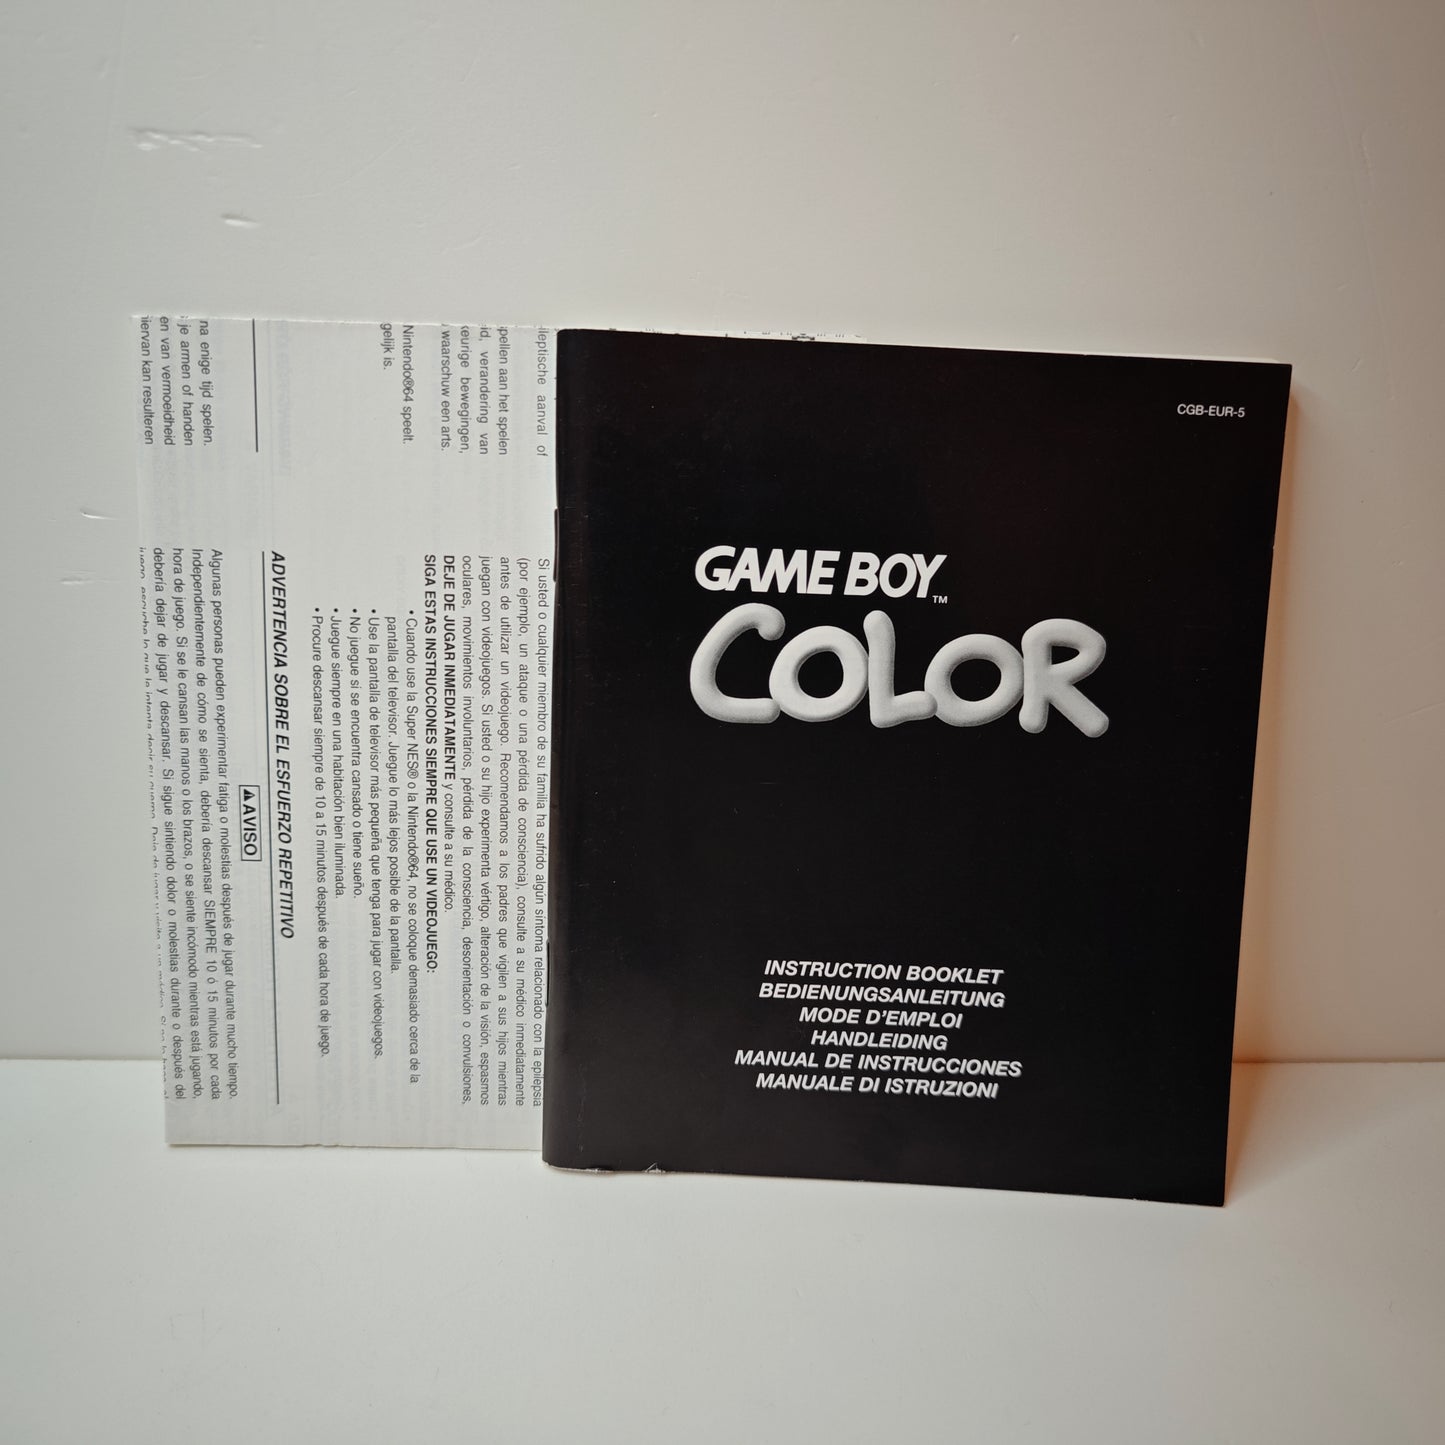 CGB-EUR-5
GAME BOY
TM
COLOR
INSTRUCTION BOOKLET
BEDIENUNGSANLEITUNG
MODE D'EMPLOI
HANDLEIDING
MANUAL DE INSTRUCCIONES
MANUALE DI ISTRUZIONI
leptische aanval of
pellen aan het spelen
id, verandering van
keurige bewegingen,
waarschuw een arts.
Nintendo®64 speelt.
gelijk is.
na enige tijd spelen.
je armen of handen
en van vermoeidheid
hiervan kan resulteren
Si usted o cualquier miembro de su familia ha sufrido algún síntoma relacionado con la epilepsia
(por ejemplo, un ataque o una pérdida de consciencia), consulte a su médico inmediatamente
antes de utilizar un videojuego. Recomendamos a los padres que vigilen a sus hijos mientras
juegan con videojuegos. Si usted o su hijo experimenta vértigo, alteración de la visión, espasmos
oculares, movimientos involuntarios, pérdida de la consciencia, desorientación o convulsiones,
DEJE DE JUGAR INMEDIATAMENTE y consulte a su médico.
SIGA ESTAS INSTRUCCIONES SIEMPRE QUE USE UN VIDEOJUEGO:
• Cuando use la Super NES® o la Nintendo®64, no se coloque demasiado cerca de la
pantalla del televisor. Juegue lo más lejos posible de la pantalla.
• Use la pantalla de televisor más pequeña que tenga para jugar con videojuegos.
• No juegue si se encuentra cansado o tiene sueño.
• Juegue siempre en una habitación bien iluminada.
• Procure descansar siempre de 10 a 15 minutos después de cada hora de juego.
ADVERTENCIA SOBRE EL ESFUERZO REPETITIVO
AVISO
Algunas personas pueden experimentar fatiga o molestias después de jugar durante mucho tiempo.
Independientemente de cómo se sienta, debería descansar SIEMPRE 10 ó 15 minutos por cada
hora de juego. Si se le cansan las manos o los brazos, o se siente incómodo mientras está jugando,
debería dejar de jugar y descansar. Si sigue sintiendo dolor o molestias durante o después del